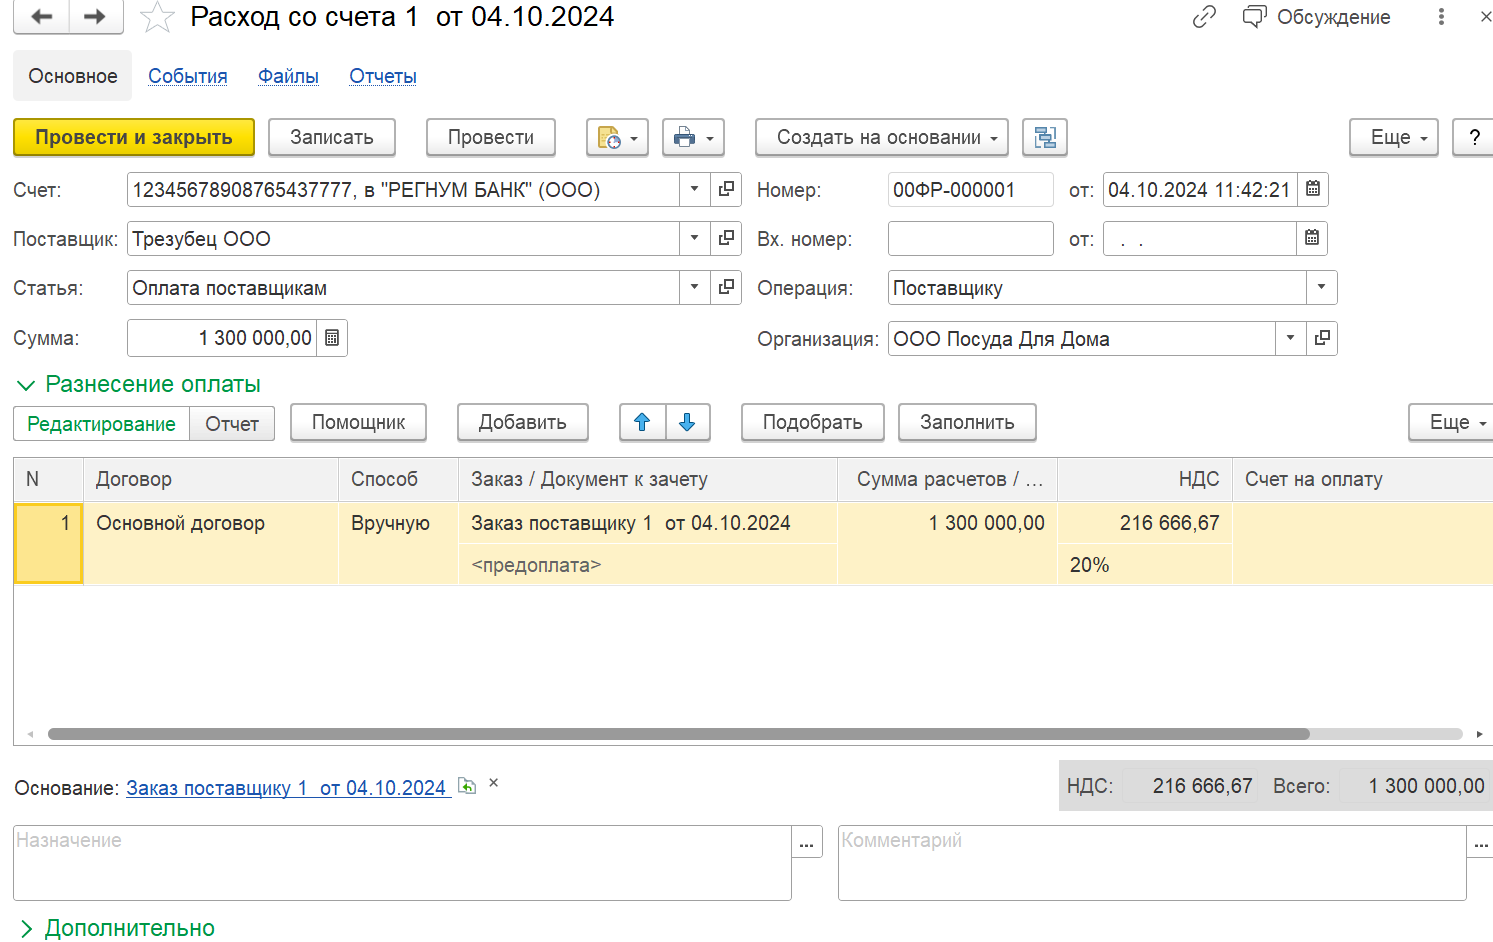 Расход со счета 1 от 04.10.2024
Обсуждение
Основное События Файлы Отчеты
Провести и закрыть Записать Провести Создать на основании Еще ?
Счет: 12345678908765437777, в "РЕГНУМ БАНК" (ООО) Номер: 00ФР-000001 от: 04.10.2024 11:42:21
Поставщик: Трезубец ООО Вх. номер: от: . .
Статья: Оплата поставщикам Операция: Поставщику
Сумма: 1 300 000,00 Организация: ООО Посуда Для Дома
Разнесение оплаты
Редактирование Отчет Помощник Добавить Подобрать Заполнить Еще
N Договор Способ Заказ / Документ к зачету Сумма расчетов / ... НДС Счет на оплату
1 Основной договор Вручную Заказ поставщику 1 от 04.10.2024 1 300 000,00 216 666,67
<предоплата> 20%
Основание: Заказ поставщику 1 от 04.10.2024 НДС: 216 666,67 Всего: 1 300 000,00
Назначение ... Комментарий ...
Дополнительно